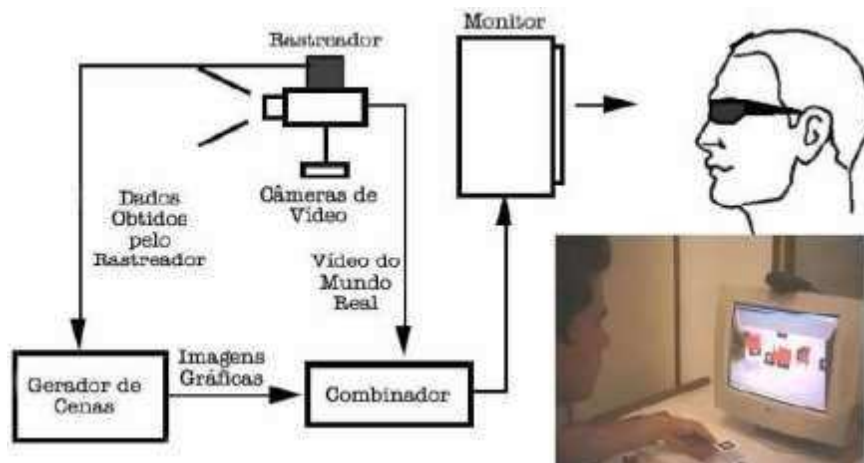 Monitor
Rastreador
Câmeras de
Vídeo
Dados
Obtidos
pelo
Rastreador
Vídeo do
Mundo
Real
Imagens
Gráficas
Gerador de
Cenas
Combinador